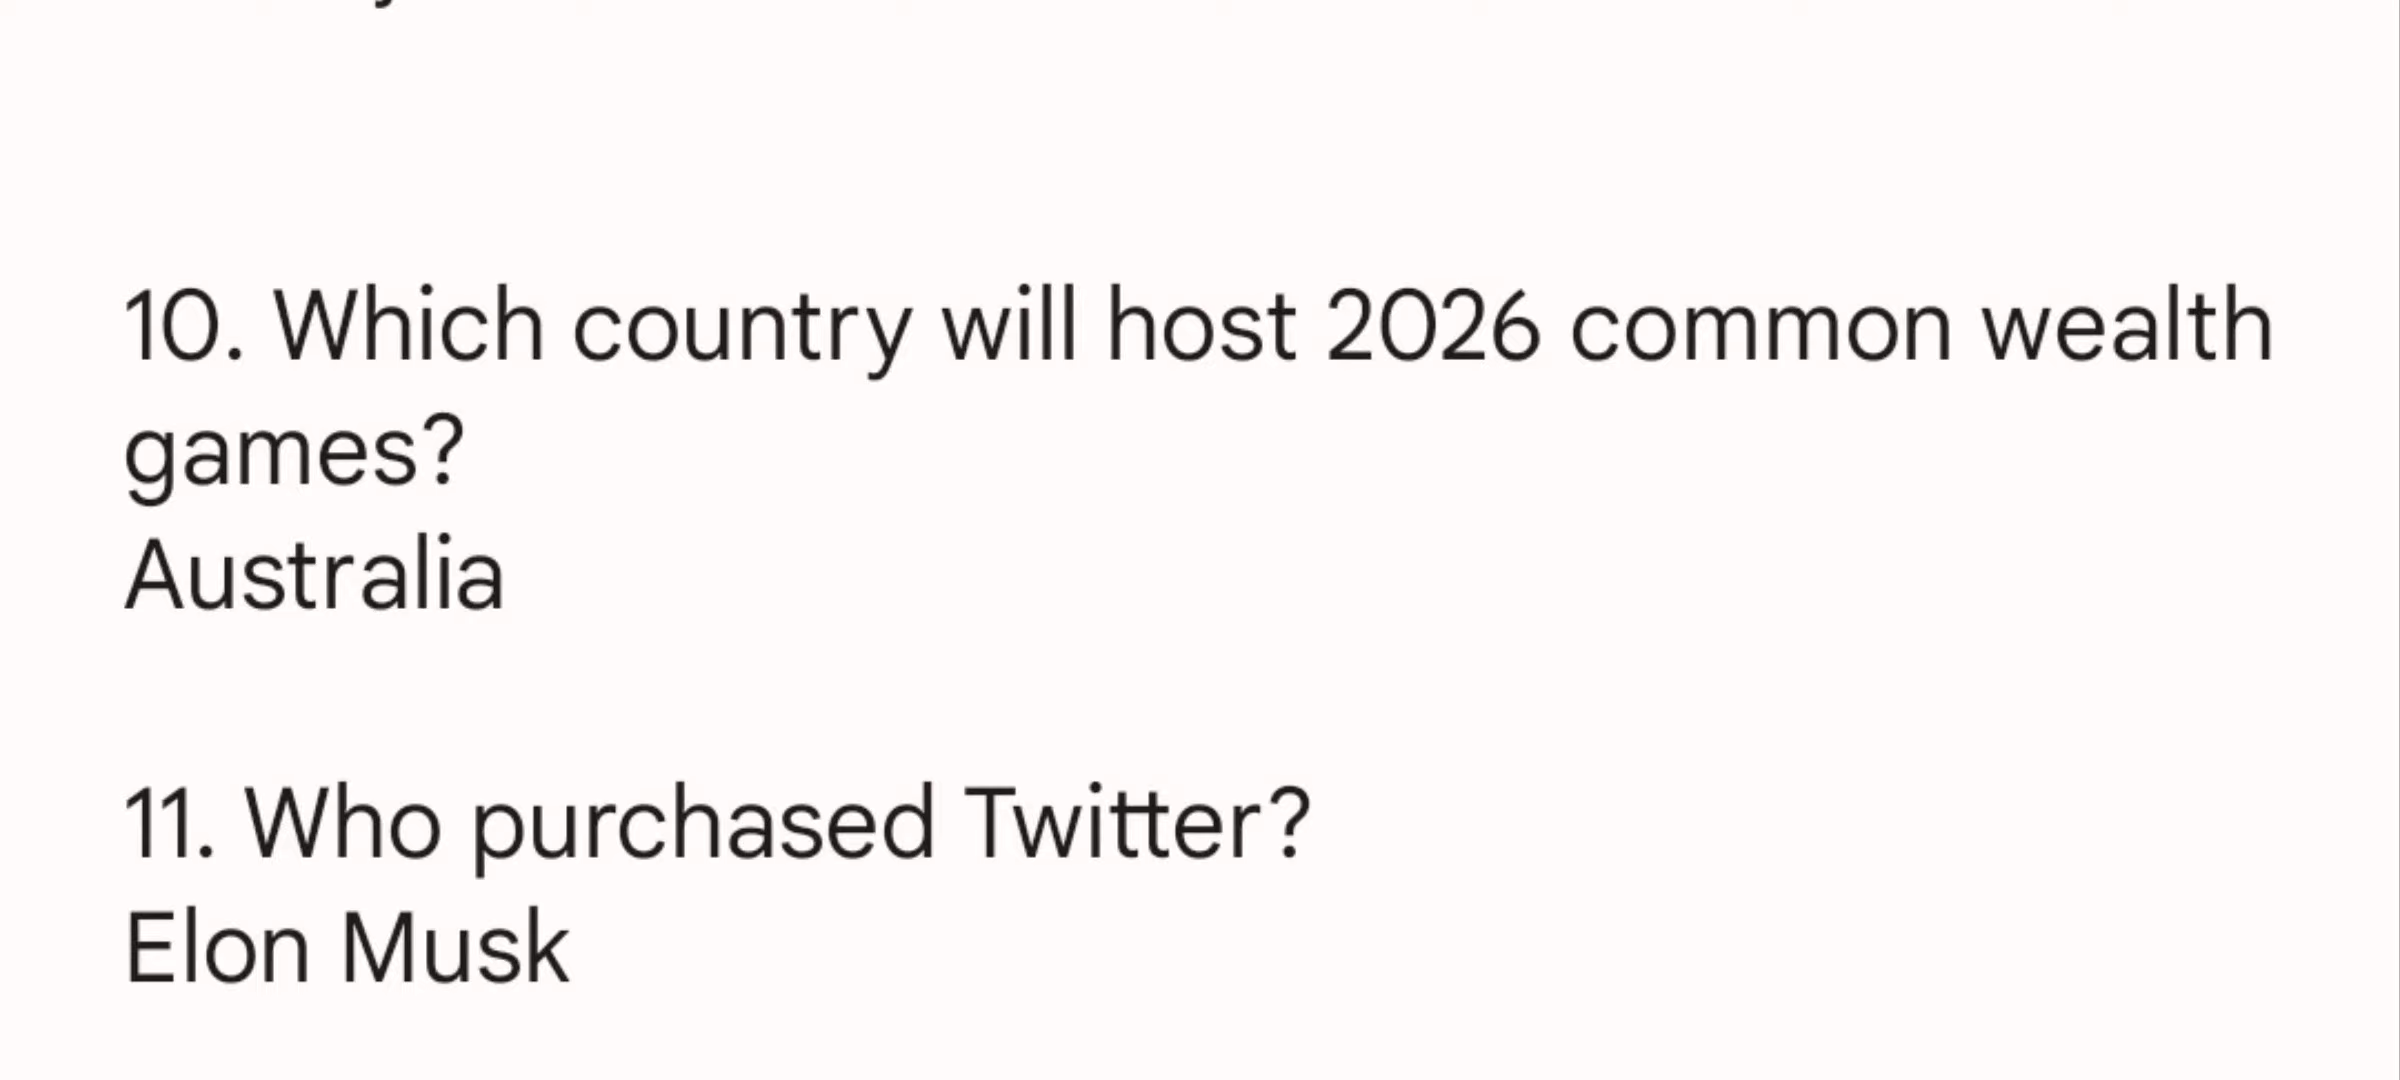 10. Which country will host 2026 common wealth
games?
Australia
11. Who purchased Twitter?
Elon Musk